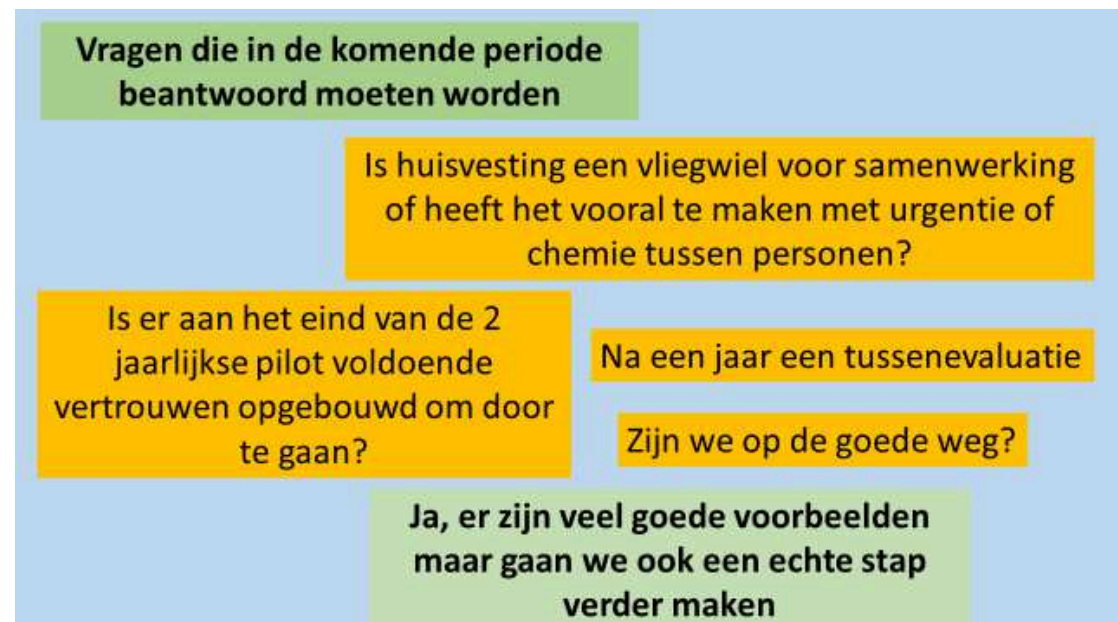 Vragen die in de komende periode
beantwoord moeten worden
Is huisvesting een vliegwiel voor samenwerking
of heeft het vooral te maken met urgentie of
chemie tussen personen?
Is er aan het eind van de 2
jaarlijkse pilot voldoende
vertrouwen opgebouwd om door
te gaan?
Na een jaar een tussenevaluatie
Zijn we op de goede weg?
Ja, er zijn veel goede voorbeelden
maar gaan we ook een echte stap
verder maken